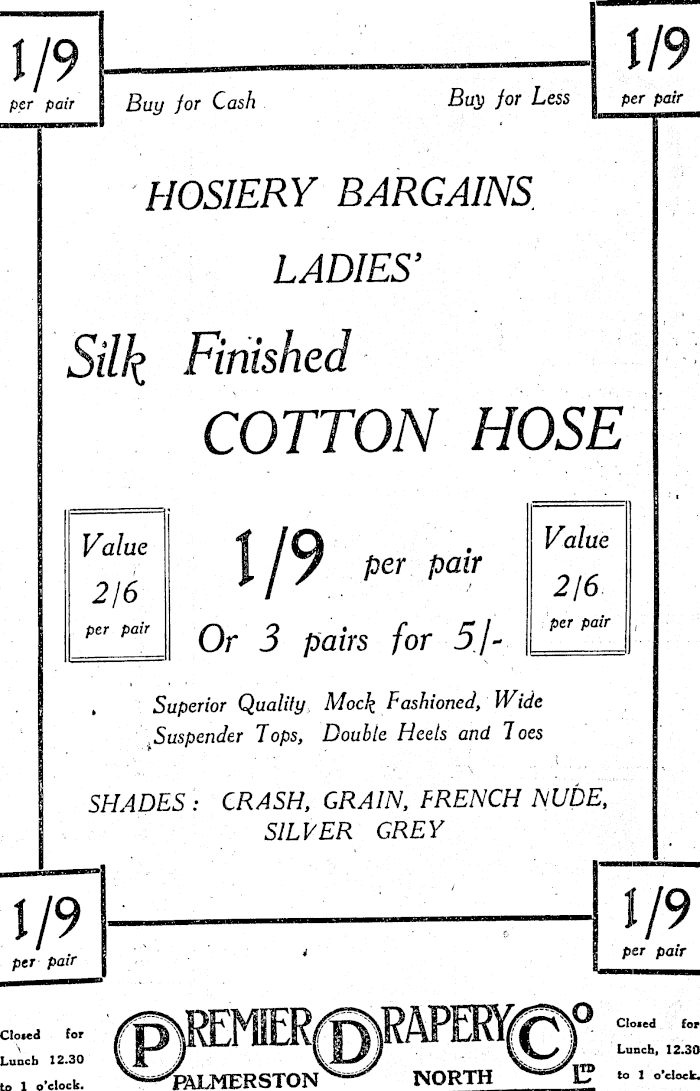 1/9
per pair
1/9
per pair
Buy for Cash
Buy for Less
HOSIERY BARGAINS
LADIES'
Silk Finished
COTTON HOSE
Value
2/6
per pair
1/9 per pair
Or 3 pairs for 5/-
Value
2/6
per pair
Superior Quality Mock Fashioned, Wide
Suspender Tops, Double Heels and Toes
SHADES : CRASH, GRAIN, FRENCH NUDE,
SILVER GREY
1/9
per pair
1/9
per pair
Closed for
Lunch 12.30
to 1 o'clock.
PREMIER DRAPERY Co
PALMERSTON NORTH LTD
Closed for
Lunch, 12.30
to 1 o'clock.